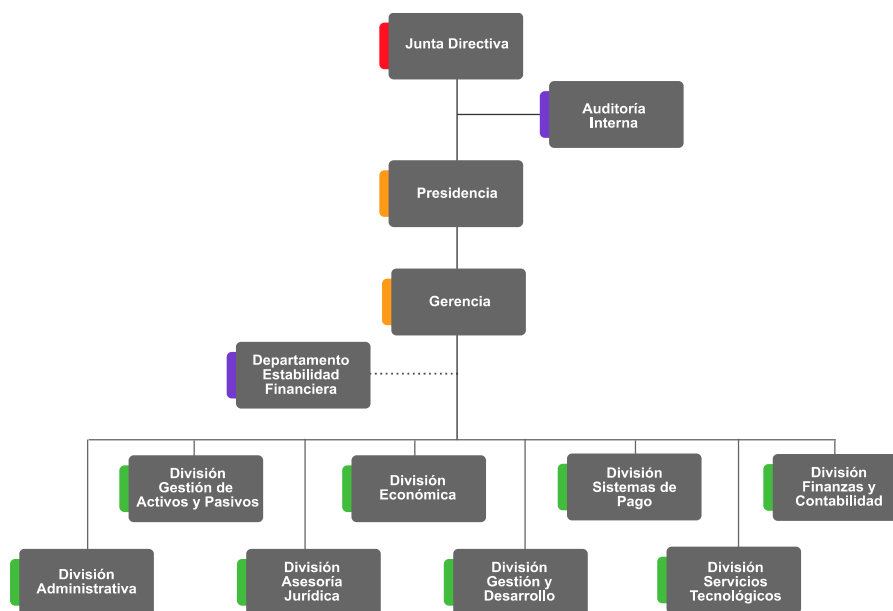 Junta Directiva
Auditoría
Interna
Presidencia
Gerencia
Departamento
Estabilidad
Financiera
División
Gestión de
Activos y Pasivos
División
Económica
División
Sistemas de
Pago
División
Finanzas y
Contabilidad
División
Administrativa
División
Asesoría
Jurídica
División
Gestión y
Desarrollo
División
Servicios
Tecnológicos